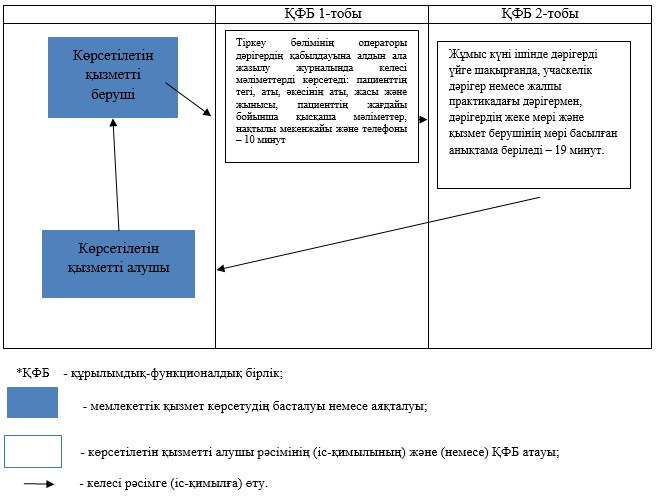 ҚФБ 1-тобы
ҚФБ 2-тобы
Көрсетілетін
қызметті
беруші
Тіркеу бөлімінің операторы
дәрігердің қабылдауына алдын ала
жазылу журналында келесі
мәліметтерді көрсетеді: пациенттің
тегі, аты, әкесінің аты, жасы және
жынысы, пациенттің жағдайы
бойынша қысқаша мәліметтер,
нақтылы мекенжайы және телефоны
– 10 минут
Жұмыс күні ішінде дәрігерді
үйге шақырғанда, учаскелік
дәрігер немесе жалпы
практикадағы дәрігермен,
дәрігердің жеке мөрі және
қызмет берушінің мөрі басылған
анықтама беріледі – 19 минут.
Көрсетілетін
қызметті алушы
*ҚФБ - құрылымдық-функционалдық бірлік;
- мемлекеттік қызмет көрсетудің басталуы немесе аяқталуы;
- көрсетілетін қызметті алушы рәсімінің (іс-қимылының) және (немесе) ҚФБ атауы;
- келесі рәсімге (іс-қимылға) өту.